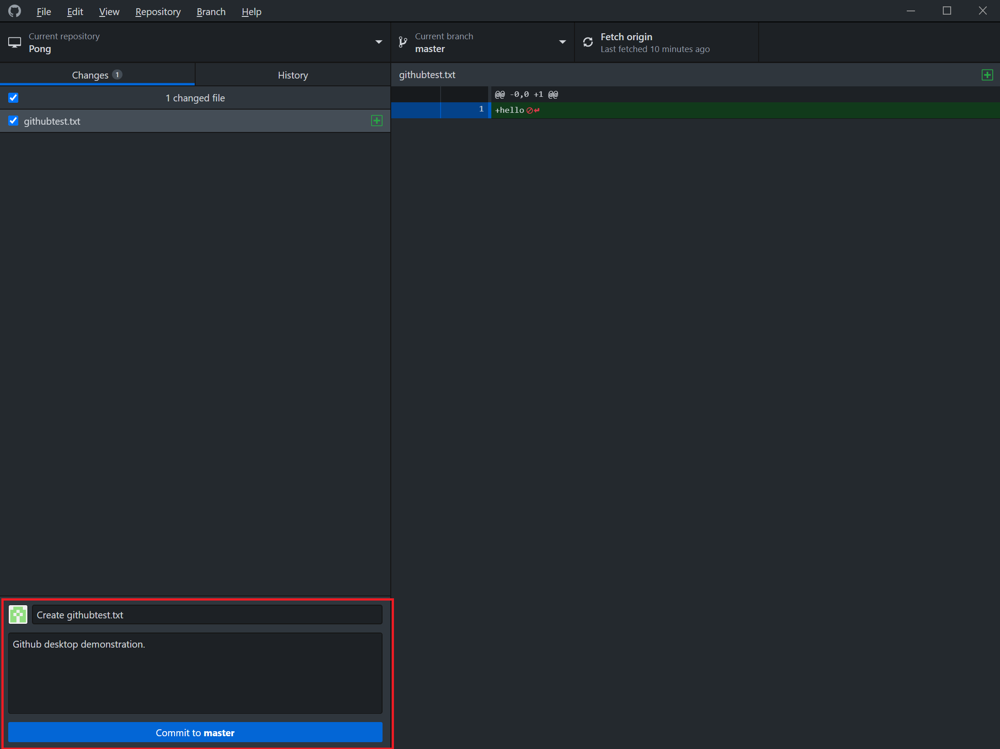 File Edit View Repository Branch Help
Current repository
Pong
Current branch
master
Fetch origin
Last fetched 10 minutes ago
Changes 1
History
githubtest.txt
1 changed file
@@ -0,0 +1 @@
githubtest.txt
1 +hello
Create githubtest.txt
Github desktop demonstration.
Commit to master